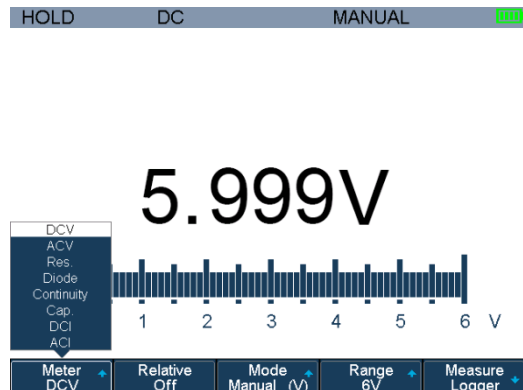 HOLD DC MANUAL
5.999V
DCV
ACV
Res.
Diode
Continuity
Cap.
DCI
ACI
1 2 3 4 5 6 V
Meter Relative Mode Range Measure
DCV Off Manual (V) 6V Logger